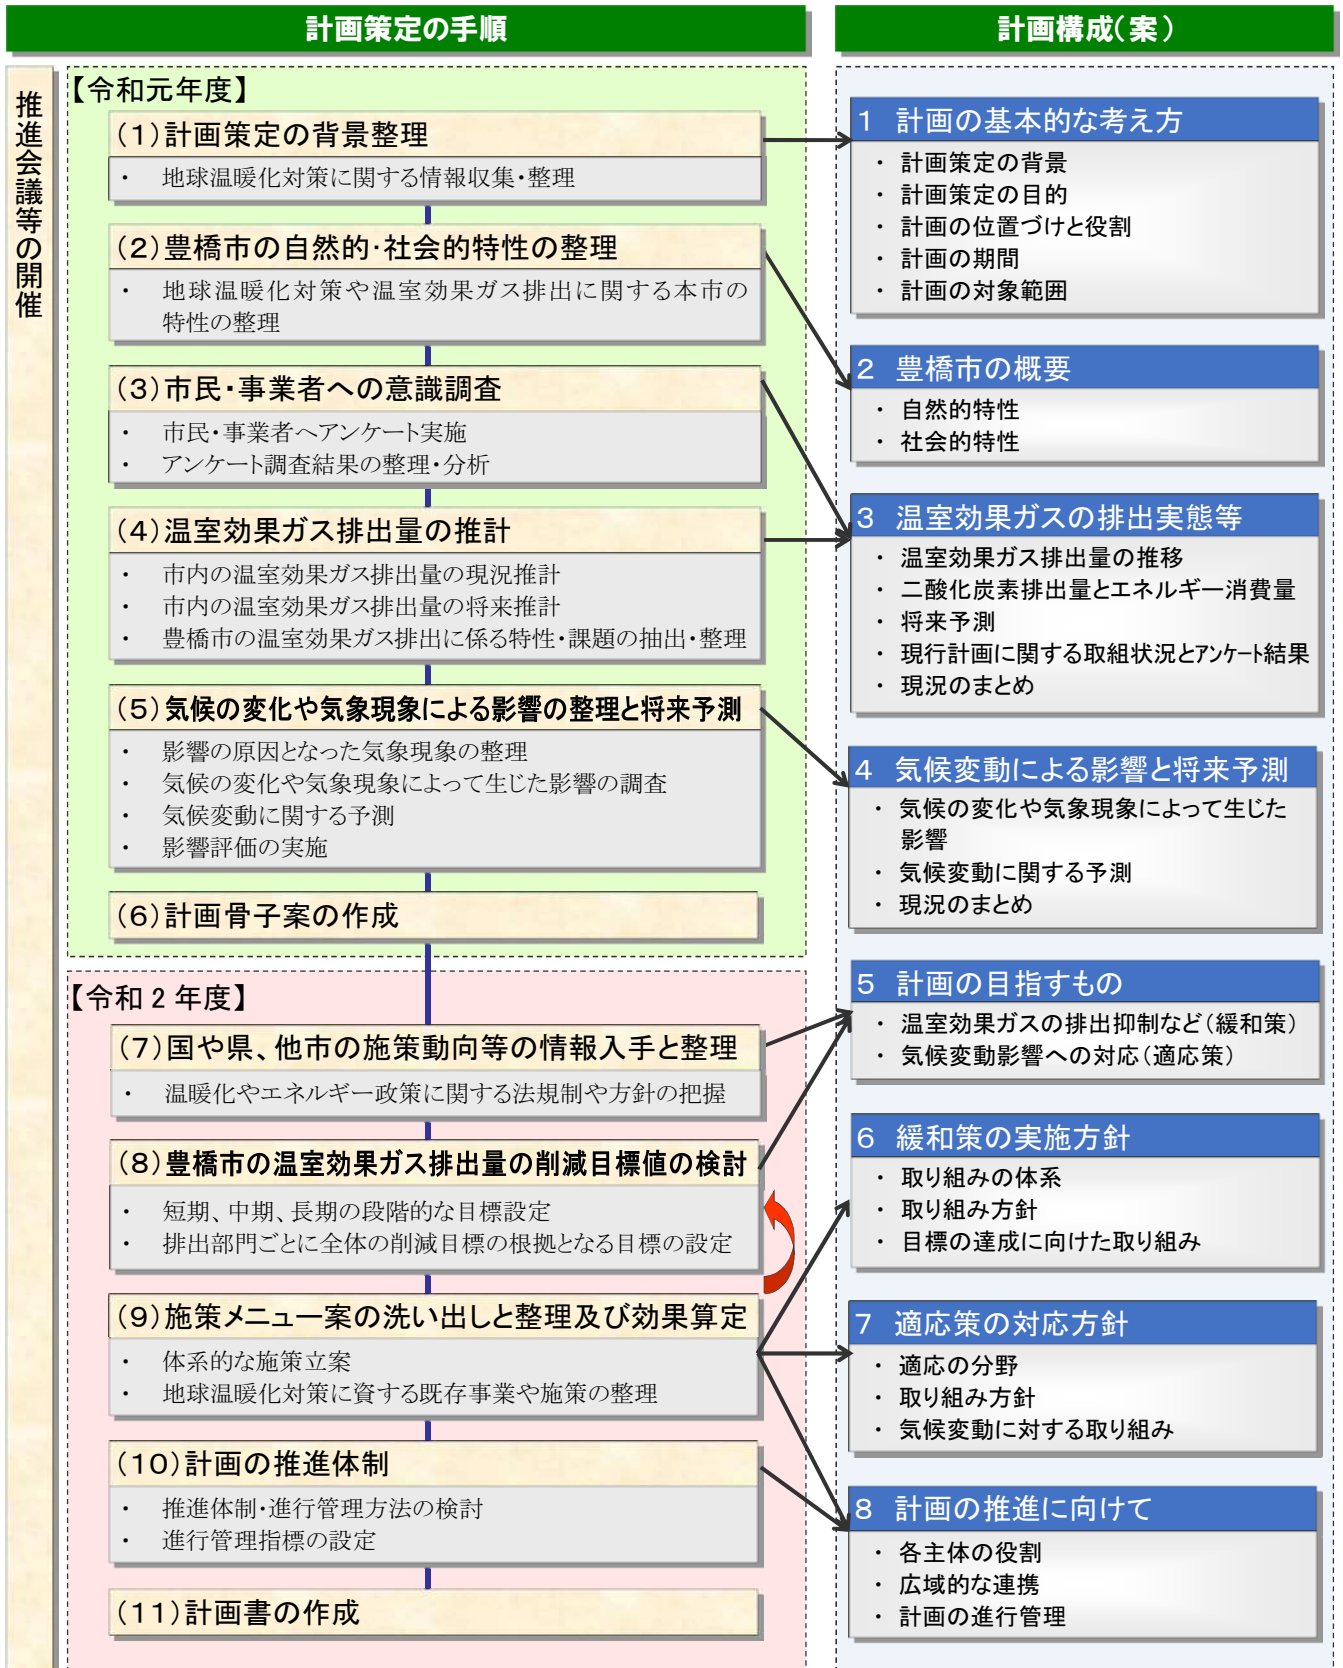 計画策定の手順
計画構成(案)
推進会議等の開催
【令和元年度】
(1)計画策定の背景整理
・ 地球温暖化対策に関する情報収集・整理
(2)豊橋市の自然的・社会的特性の整理
・ 地球温暖化対策や温室効果ガス排出に関する本市の
特性の整理
(3)市民・事業者への意識調査
・ 市民・事業者へアンケート実施
・ アンケート調査結果の整理・分析
(4)温室効果ガス排出量の推計
・ 市内の温室効果ガス排出量の現況推計
・ 市内の温室効果ガス排出量の将来推計
・ 豊橋市の温室効果ガス排出に係る特性・課題の抽出・整理
(5)気候の変化や気象現象による影響の整理と将来予測
・ 影響の原因となった気象現象の整理
・ 気候の変化や気象現象によって生じた影響の調査
・ 気候変動に関する予測
・ 影響評価の実施
(6)計画骨子案の作成
【令和2年度】
(7)国や県、他市の施策動向等の情報入手と整理
・ 温暖化やエネルギー政策に関する法規制や方針の把握
(8)豊橋市の温室効果ガス排出量の削減目標値の検討
・ 短期、中期、長期の段階的な目標設定
・ 排出部門ごとに全体の削減目標の根拠となる目標の設定
(9)施策メニュー案の洗い出しと整理及び効果算定
・ 体系的な施策立案
・ 地球温暖化対策に資する既存事業や施策の整理
(10)計画の推進体制
・ 推進体制・進行管理方法の検討
・ 進行管理指標の設定
(11)計画書の作成
1 計画の基本的な考え方
・ 計画策定の背景
・ 計画策定の目的
・ 計画の位置づけと役割
・ 計画の期間
・ 計画の対象範囲
2 豊橋市の概要
・ 自然的特性
・ 社会的特性
3 温室効果ガスの排出実態等
・ 温室効果ガス排出量の推移
・ 二酸化炭素排出量とエネルギー消費量
・ 将来予測
・ 現行計画に関する取組状況とアンケート結果
・ 現況のまとめ
4 気候変動による影響と将来予測
・ 気候の変化や気象現象によって生じた
影響
・ 気候変動に関する予測
・ 現況のまとめ
5 計画の目指すもの
・ 温室効果ガスの排出抑制など(緩和策)
・ 気候変動影響への対応(適応策)
6 緩和策の実施方針
・ 取り組みの体系
・ 取り組み方針
・ 目標の達成に向けた取り組み
7 適応策の対応方針
・ 適応の分野
・ 取り組み方針
・ 気候変動に対する取り組み
8 計画の推進に向けて
・ 各主体の役割
・ 広域的な連携
・ 計画の進行管理